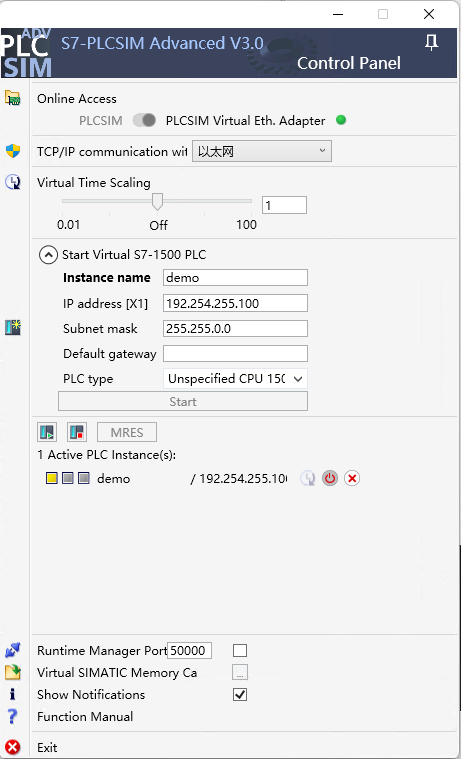 ADV
PLC
SIM
S7-PLCSIM Advanced V3.0
Control Panel
Online Access
PLCSIM PLCSIM Virtual Eth. Adapter
TCP/IP communication wit 以太网
Virtual Time Scaling
1
0.01 Off 100
Start Virtual S7-1500 PLC
Instance name demo
IP address [X1] 192.254.255.100
Subnet mask 255.255.0.0
Default gateway
PLC type Unspecified CPU 150
Start
MRES
1 Active PLC Instance(s):
demo / 192.254.255.100
Runtime Manager Port 50000
Virtual SIMATIC Memory Ca ...
Show Notifications
Function Manual
Exit